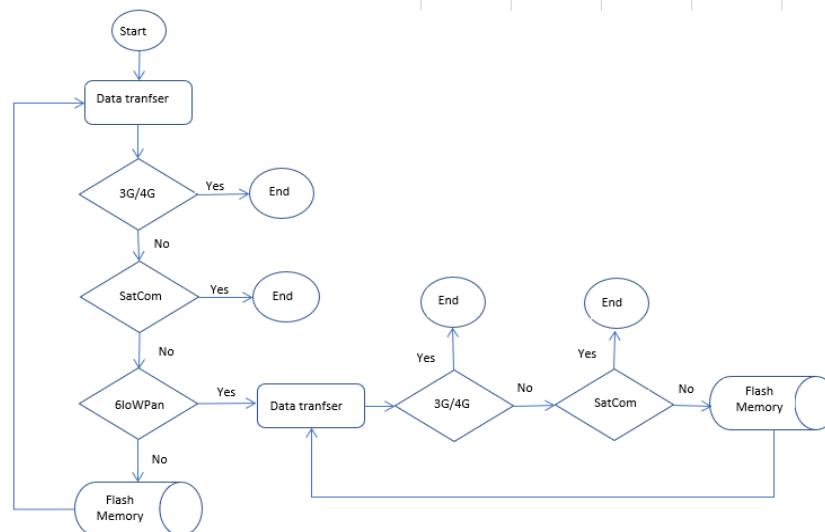 Start
Data tranfser
3G/4G
Yes
End
No
SatCom
Yes
End
No
6loWPan
Yes
Data tranfser
3G/4G
Yes
End
No
SatCom
Yes
End
No
Flash
Memory
No
Flash
Memory